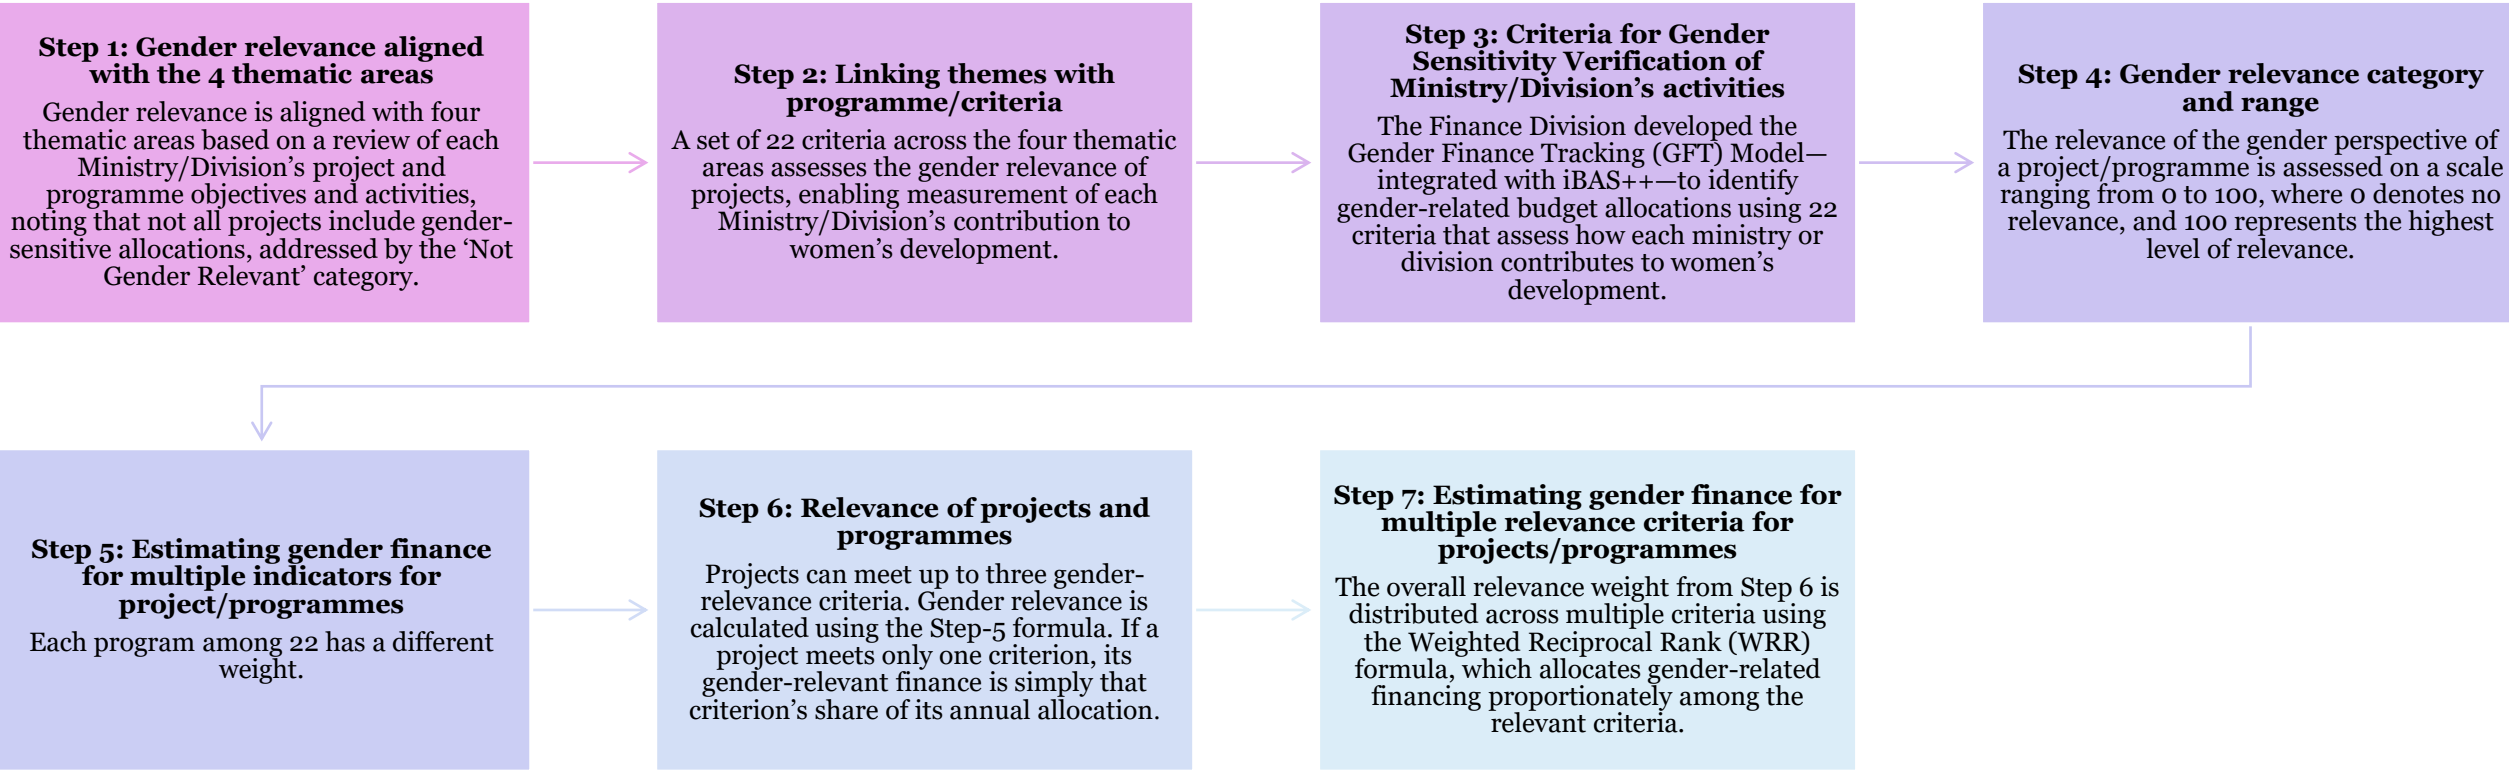 Step 1: Gender relevance aligned
with the 4 thematic areas
Gender relevance is aligned with four
thematic areas based on a review of each
Ministry/Division’s project and
programme objectives and activities,
noting that not all projects include gender-
sensitive allocations, addressed by the ‘Not
Gender Relevant’ category.
Step 2: Linking themes with
programme/criteria
A set of 22 criteria across the four thematic
areas assesses the gender relevance of
projects, enabling measurement of each
Ministry/Division’s contribution to
women’s development.
Step 3: Criteria for Gender
Sensitivity Verification of
Ministry/Division’s activities
The Finance Division developed the
Gender Finance Tracking (GFT) Model—
integrated with iBAS++—to identify
gender-related budget allocations using 22
criteria that assess how each ministry or
division contributes to women’s
development.
Step 4: Gender relevance category
and range
The relevance of the gender perspective of
a project/programme is assessed on a scale
ranging from 0 to 100, where 0 denotes no
relevance, and 100 represents the highest
level of relevance.
Step 5: Estimating gender finance
for multiple indicators for
project/programmes
Each program among 22 has a different
weight.
Step 6: Relevance of projects and
programmes
Projects can meet up to three gender-
relevance criteria. Gender relevance is
calculated using the Step-5 formula. If a
project meets only one criterion, its
gender-relevant finance is simply that
criterion’s share of its annual allocation.
Step 7: Estimating gender finance for
multiple relevance criteria for
projects/programmes
The overall relevance weight from Step 6 is
distributed across multiple criteria using
the Weighted Reciprocal Rank (WRR)
formula, which allocates gender-related
financing proportionately among the
relevant criteria.